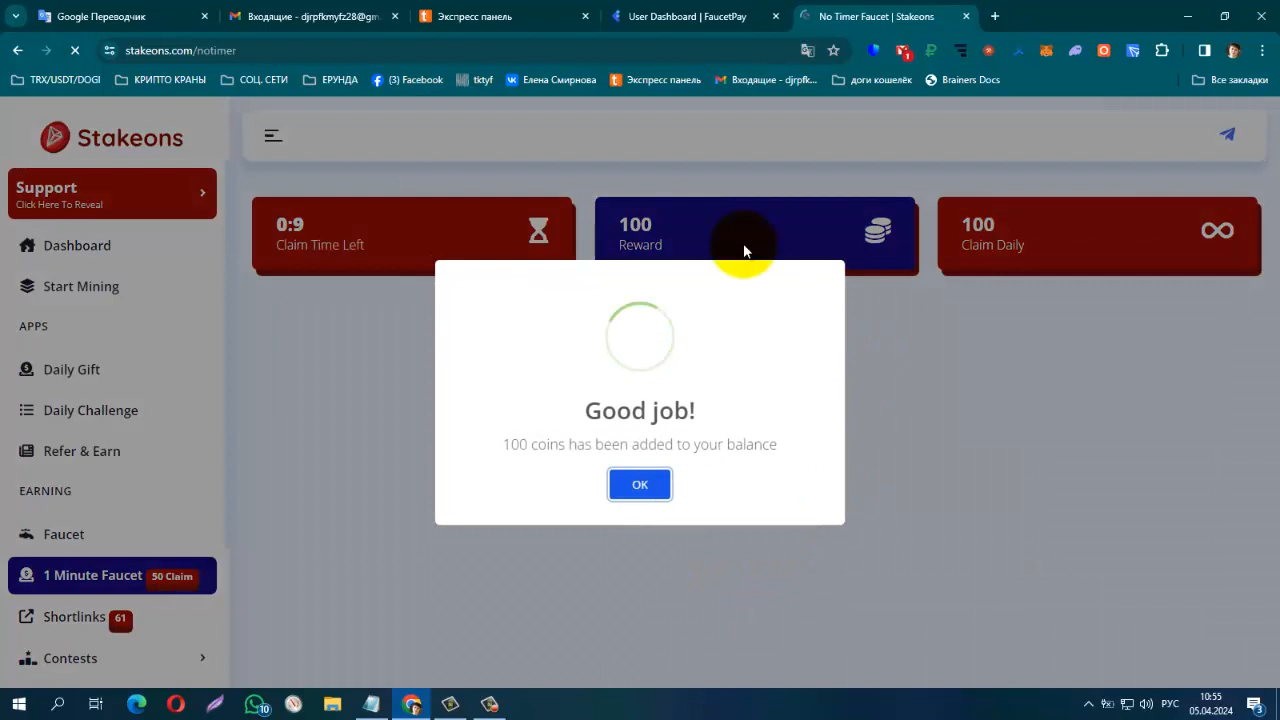 Google Переводчик
Входящие - djrpfkmyfz28@gm
Экспресс панель
User Dashboard | FaucetPay
No Timer Faucet | Stakeons
stakeons.com/notimer
1
TRX/USDT/DOGI
КРИПТО КРАНЫ
СОЦ. СЕТИ
ЕРУНДА
(3) Facebook
tktyf
Елена Смирнова
Экспресс панель
Входящие - djrpfk...
доги кошелёк
Brainers Docs
Все закладки
Stakeons
Support
Click Here To Reveal
Dashboard
Start Mining
APPS
Daily Gift
Daily Challenge
Refer & Earn
EARNING
Faucet
1 Minute Faucet 50 Claim
Shortlinks 61
Contests
0:9
Claim Time Left
100
Reward
100
Claim Daily
Good job!
100 coins has been added to your balance
OK
10
РУС
10:55
05.04.2024
3